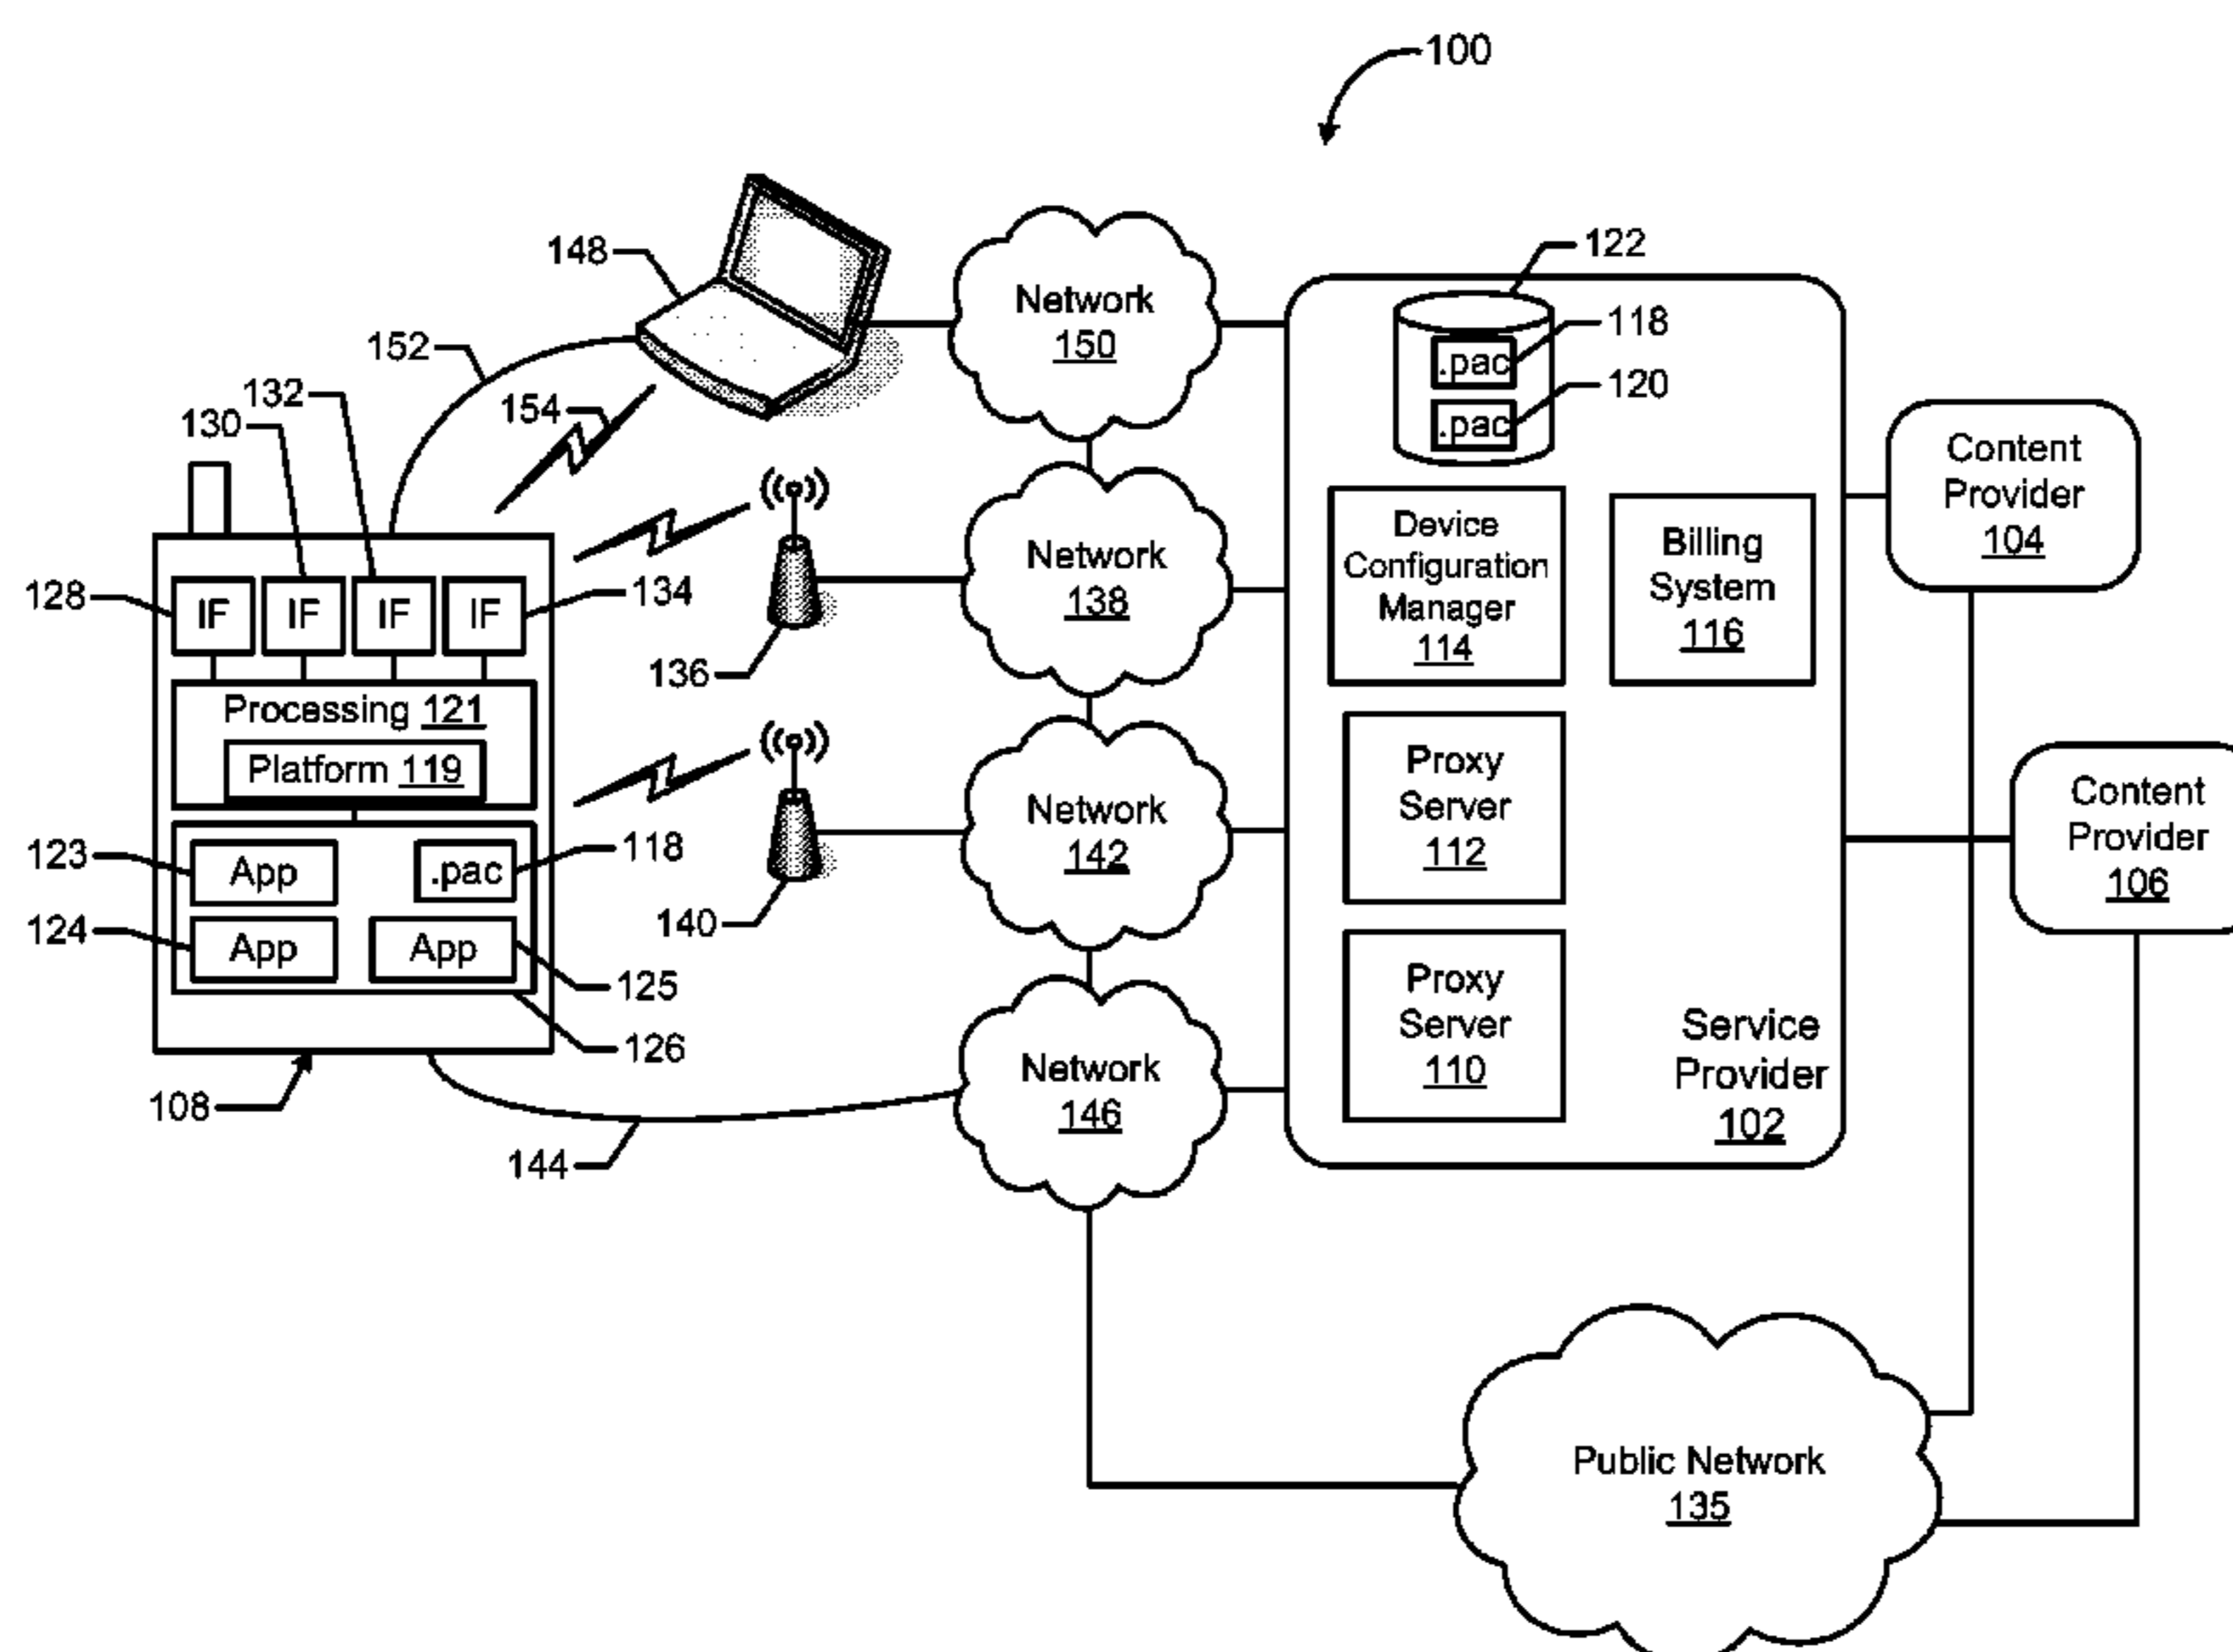 100
148
Network
150
122
118
.pac
120
.pac
152
132
154
130
Content
Provider
104
Device
Configuration
Manager
114
Billing
System
116
Network
138
128
IF
IF
IF
IF
134
136
Processing 121
Platform 119
Proxy
Server
112
Network
142
Content
Provider
106
123
App
.pac
118
124
App
App
140
125
126
Proxy
Server
110
Service
Provider
102
Network
146
108
144
Public Network
135